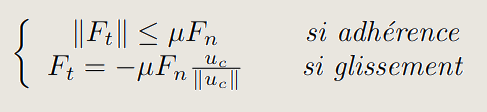 ‖F_t‖ ≤ μF_n si adhérence
F_t = −μF_n u_c/‖u_c‖ si glissement